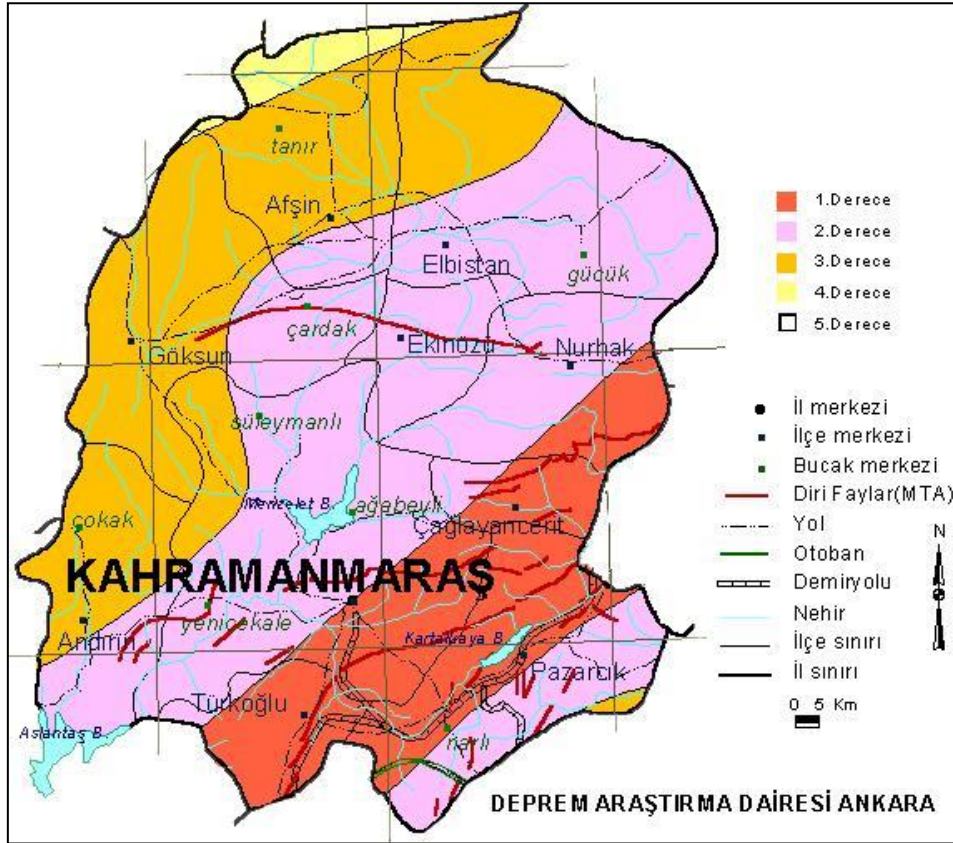 tanır
Afşin
Elbistan
gücük
çardak
Ekinözü
Göksun
Nurhak
süleymanlı
Menzelet B.
ağabeyli
Çağlayancerit
çokak
KAHRAMANMARAŞ
yenicekale
Andırın
Kartalkaya B.
Pazarcık
Türkoğlu
narlı
Aslantaş B.
1.Derece
2.Derece
3.Derece
4.Derece
5.Derece
İl merkezi
İlçe merkezi
Bucak merkezi
Diri Faylar(MTA)
Yol
Otoban
Demiryolu
Nehir
İlçe sınırı
İl sınırı
N
0 5 Km
DEPREM ARAŞTIRMA DAİRESİ ANKARA